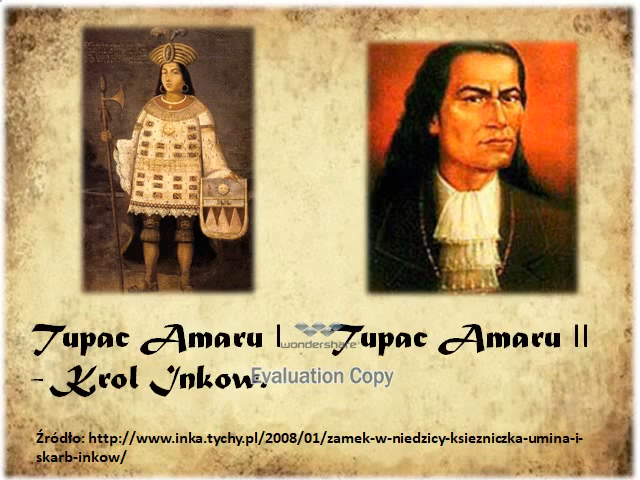 Tupac Amaru I Tupac Amaru II
wondershare
– Krol Inkow.
Evaluation Copy
Źródło: http://www.inka.tychy.pl/2008/01/zamek-w-niedzicy-ksiezniczka-umina-i-
skarb-inkow/